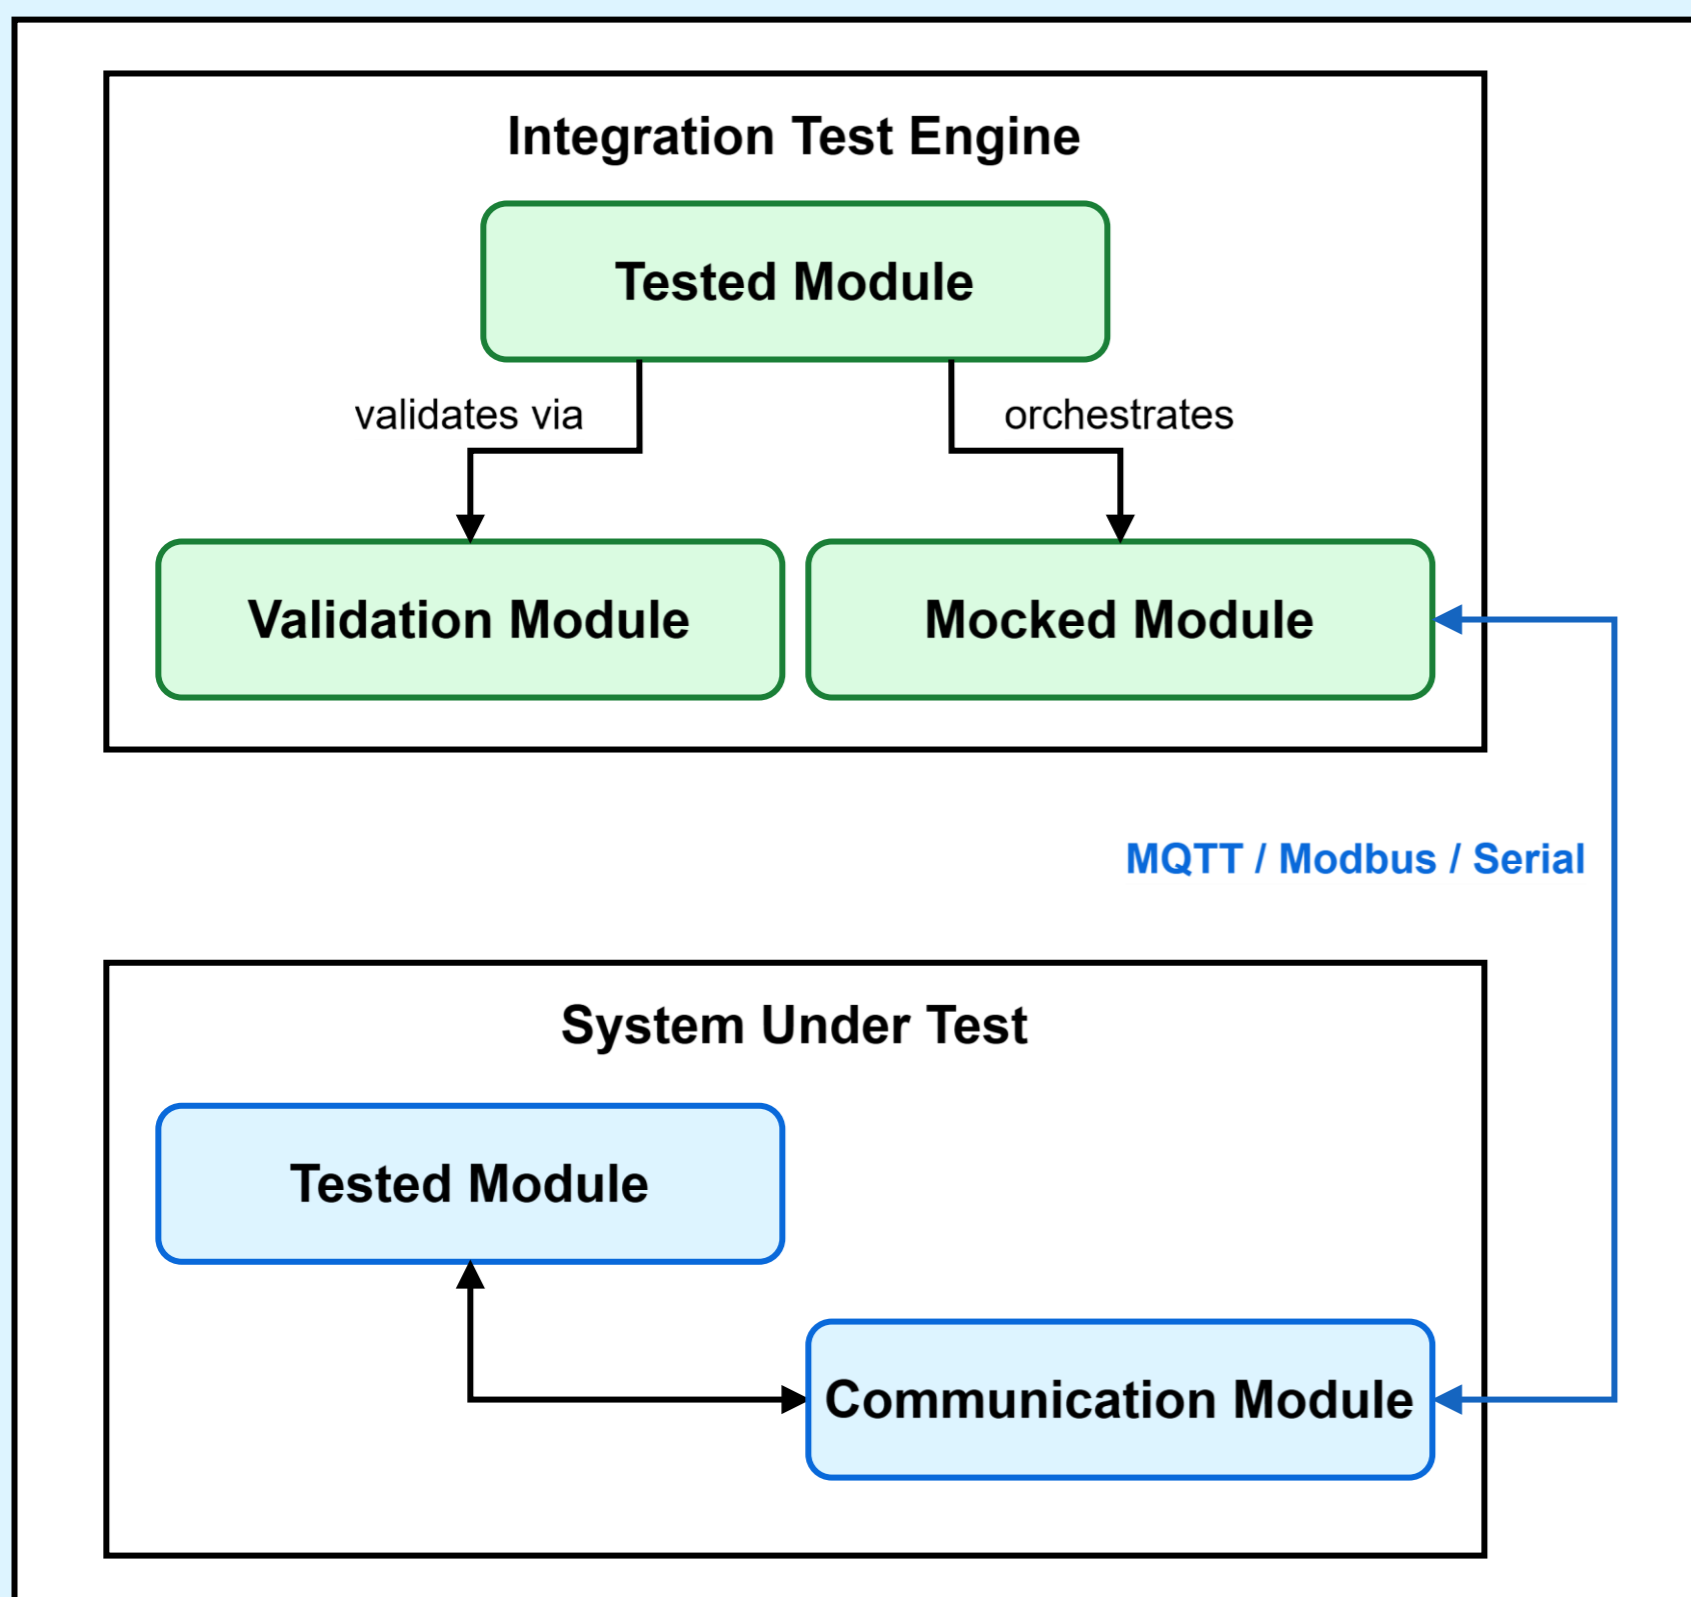 Integration Test Engine
Tested Module
validates via
orchestrates
Validation Module
Mocked Module
MQTT / Modbus / Serial
System Under Test
Tested Module
Communication Module